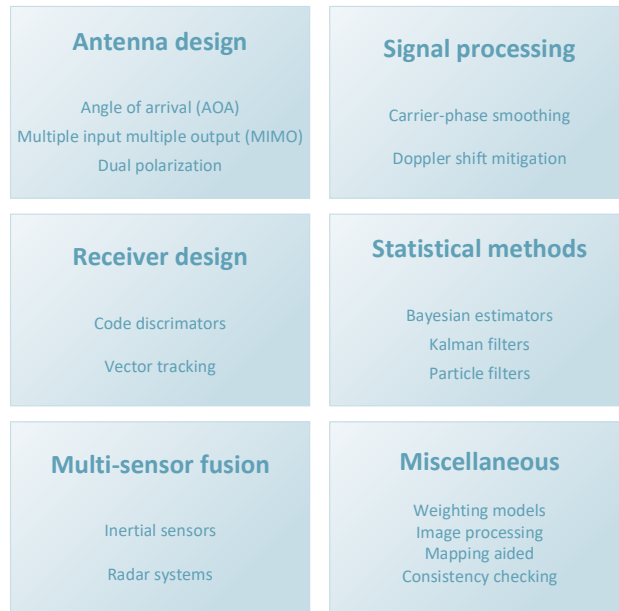 Antenna design
Angle of arrival (AOA)
Multiple input multiple output (MIMO)
Dual polarization
Signal processing
Carrier-phase smoothing
Doppler shift mitigation
Receiver design
Code discrimators
Vector tracking
Statistical methods
Bayesian estimators
Kalman filters
Particle filters
Multi-sensor fusion
Inertial sensors
Radar systems
Miscellaneous
Weighting models
Image processing
Mapping aided
Consistency checking